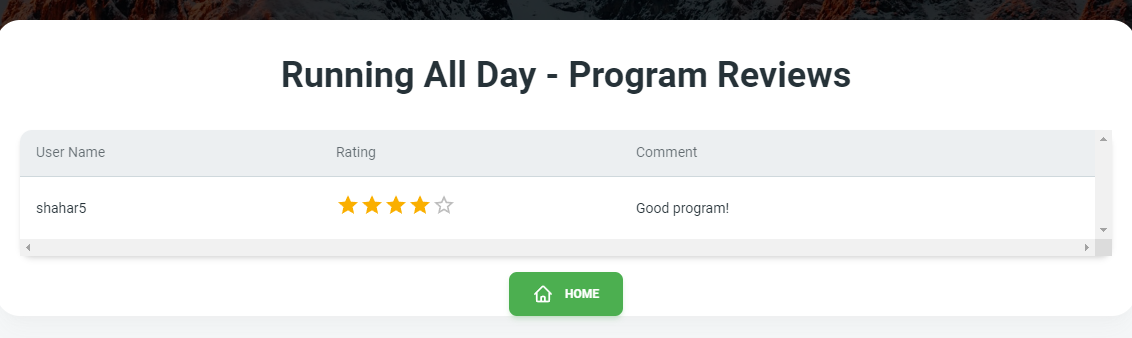 Running All Day - Program Reviews
User Name Rating Comment
shahar5 Good program!
HOME